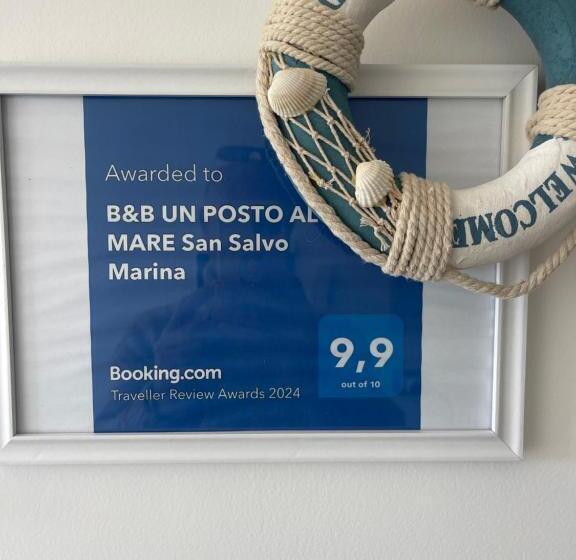 Awarded to
B&B UN POSTO AL
MARE San Salvo
Marina
9,9
out of 10
Booking.com
Traveller Review Awards 2024
WELCOME